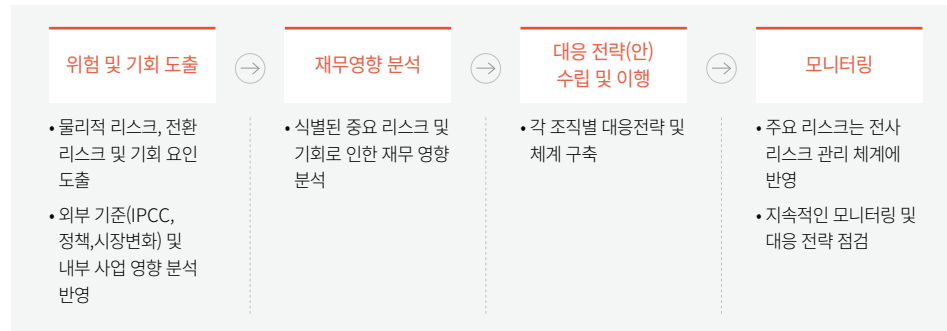 위험 및 기회 도출
• 물리적 리스크, 전환
리스크 및 기회 요인
도출
• 외부 기준(IPCC,
정책,시장변화) 및
내부 사업 영향 분석
반영
재무영향 분석
• 식별된 중요 리스크 및
기회로 인한 재무 영향
분석
대응 전략(안)
수립 및 이행
• 각 조직별 대응전략 및
체계 구축
모니터링
• 주요 리스크는 전사
리스크 관리 체계에
반영
• 지속적인 모니터링 및
대응 전략 점검